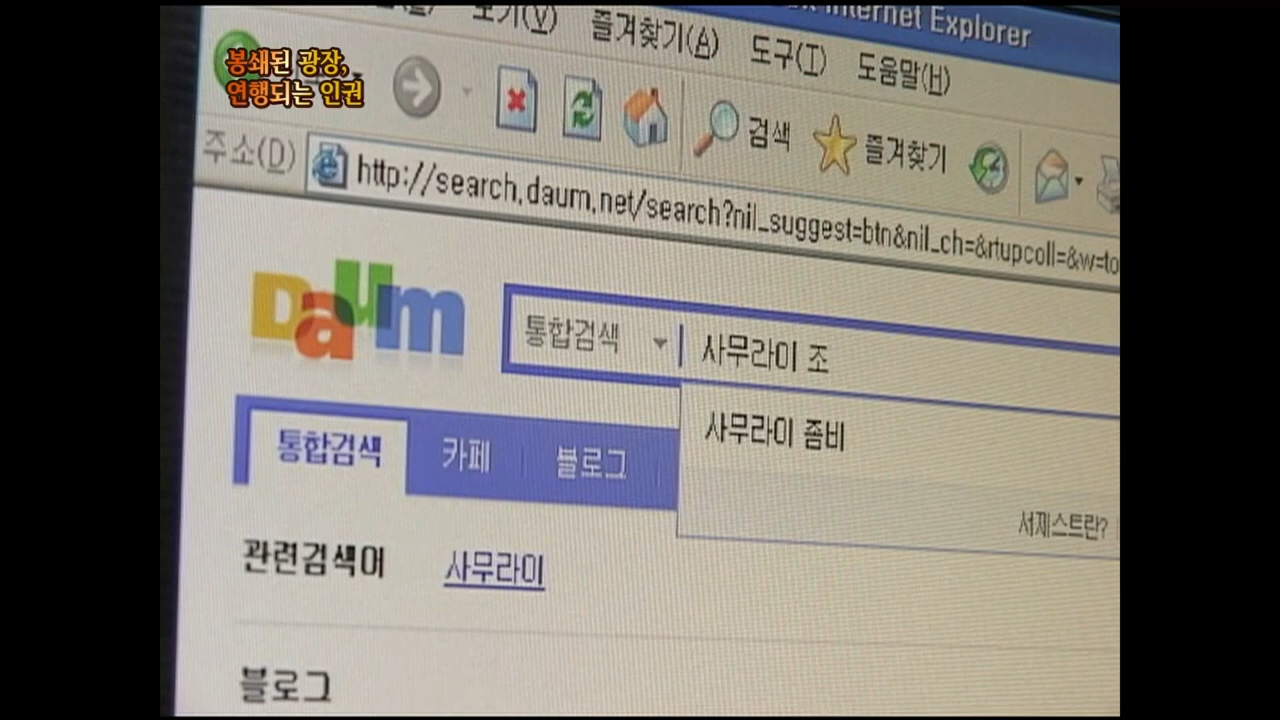 보기(V) 즐겨찾기(A) 도구(T) 도움말(H)
Internet Explorer
봉쇄된 광장,
연행되는 인권
검색 즐겨찾기
주소(D) http://search.daum.net/search?nil_suggest=btn&nil_ch=&rtupcoll=&w=to
Daum
통합검색 사무라이 조
사무라이 좀비
서제스트란?
통합검색 카페 블로그
관련검색어 사무라이
블로그